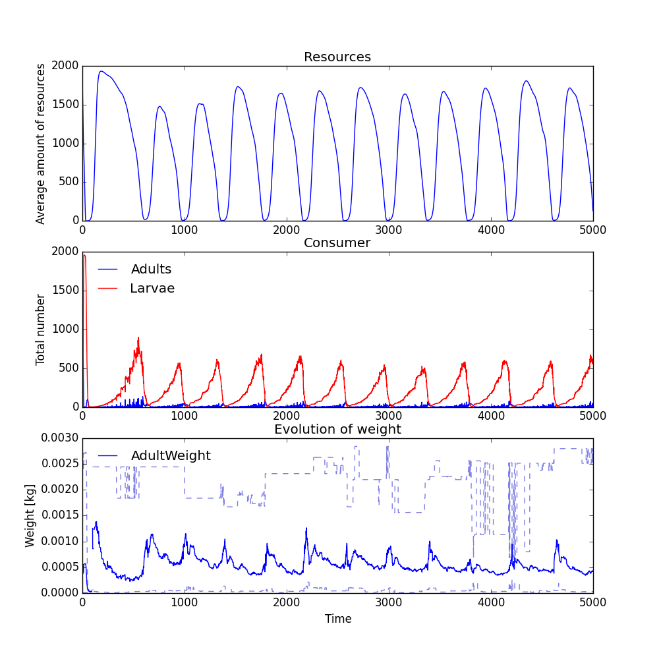 Resources
Average amount of resources
2000
1500
1000
500
0
0 1000 2000 3000 4000 5000
Consumer
Total number
2000
1500
1000
500
0
Adults
Larvae
0 1000 2000 3000 4000 5000
Evolution of weight
Weight [kg]
0.0030
0.0025
0.0020
0.0015
0.0010
0.0005
0.0000
AdultWeight
0 1000 2000 3000 4000 5000
Time